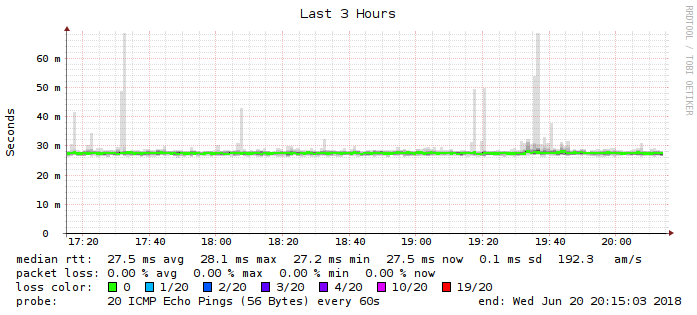 Last 3 Hours
RRDTOOL / TOBI OETIKER
Seconds
60 m
50 m
40 m
30 m
20 m
10 m
0
17:20 17:40 18:00 18:20 18:40 19:00 19:20 19:40 20:00
median rtt: 27.5 ms avg 28.1 ms max 27.2 ms min 27.5 ms now 0.1 ms sd 192.3 am/s
packet loss: 0.00 % avg 0.00 % max 0.00 % min 0.00 % now
loss color: 0 1/20 2/20 3/20 4/20 10/20 19/20
probe: 20 ICMP Echo Pings (56 Bytes) every 60s end: Wed Jun 20 20:15:03 2018